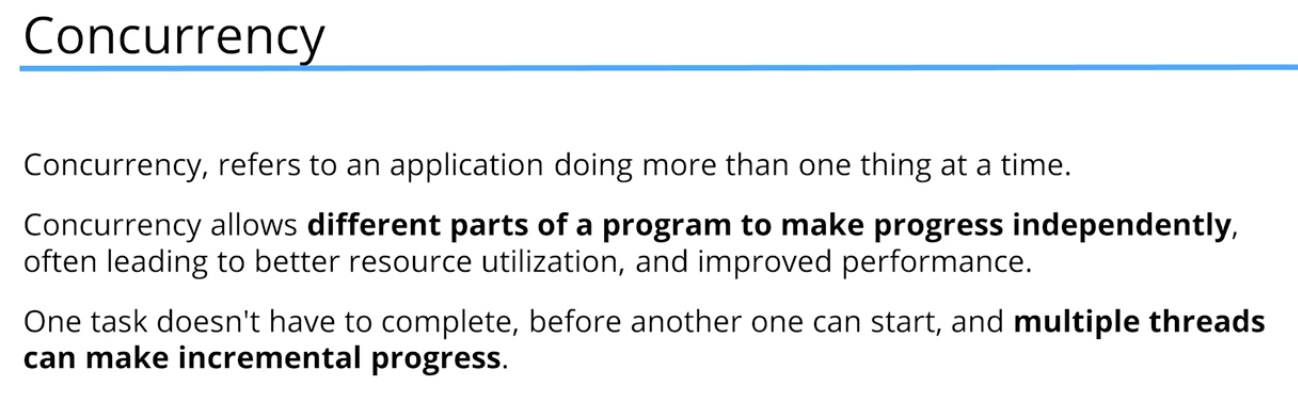 Concurrency
Concurrency, refers to an application doing more than one thing at a time.
Concurrency allows different parts of a program to make progress independently,
often leading to better resource utilization, and improved performance.
One task doesn't have to complete, before another one can start, and multiple threads
can make incremental progress.